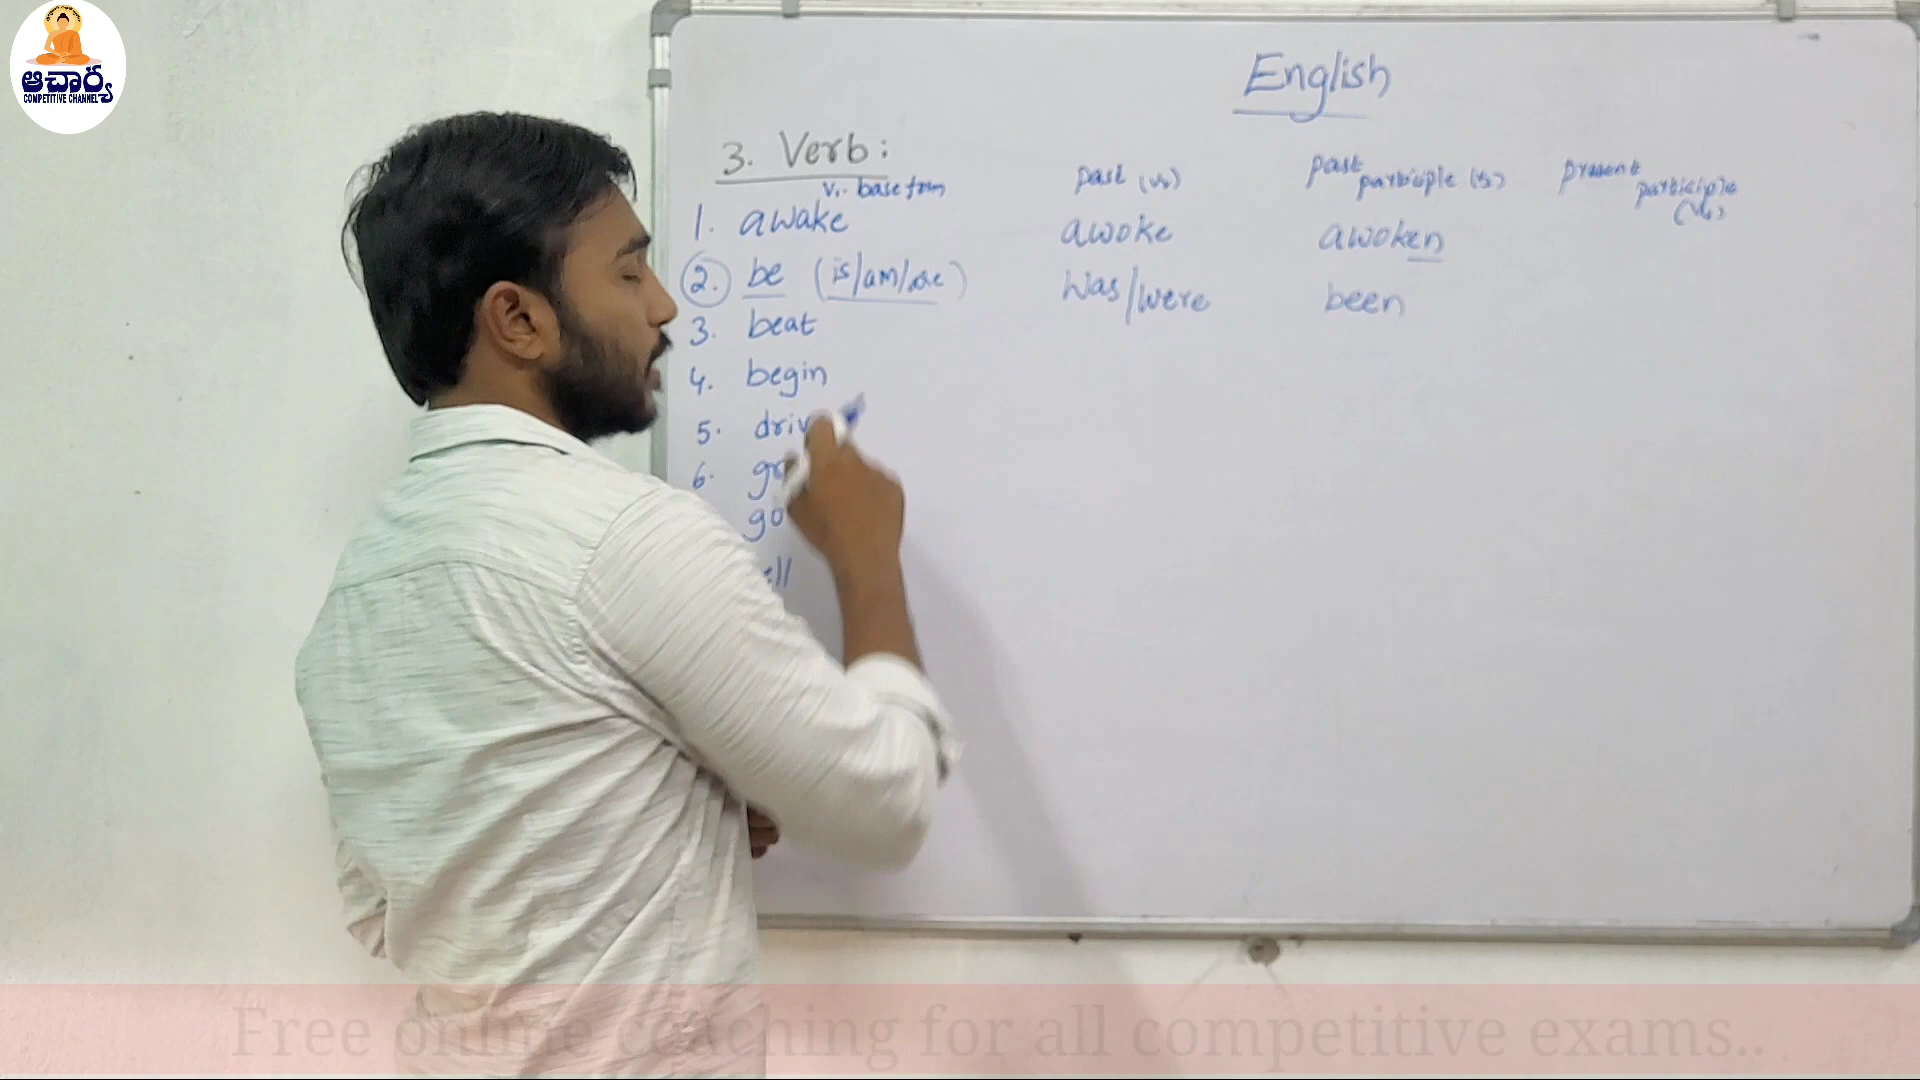 ఆచార్య
COMPETITIVE CHANNEL
English
3. Verb:
V₁- base form past (V₂) past participle (V₃) present participle (V₄)
1. awake awoke awoken
2. be (is/am/are) was/were been
3. beat
4. begin
5. driv
6.
go
Free online coaching for all competitive exams..